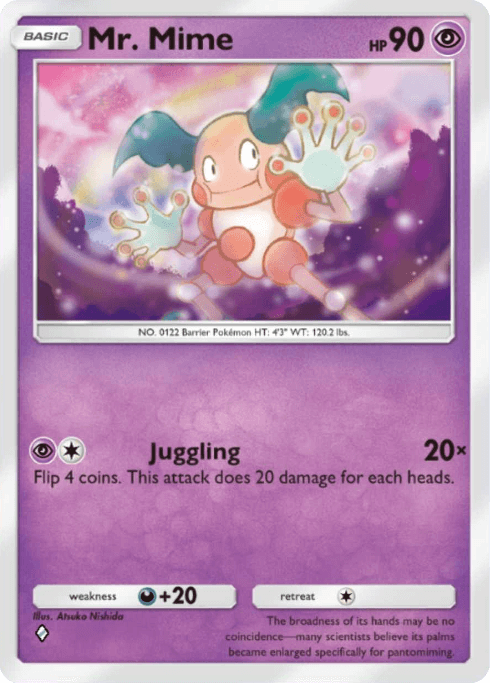 BASIC Mr. Mime HP 90
NO. 0122 Barrier Pokémon HT: 4'3" WT: 120.2 lbs.
Juggling 20×
Flip 4 coins. This attack does 20 damage for each heads.
weakness +20 retreat
Illus. Atsuko Nishida
The broadness of its hands may be no
coincidence—many scientists believe its palms
became enlarged specifically for pantomiming.